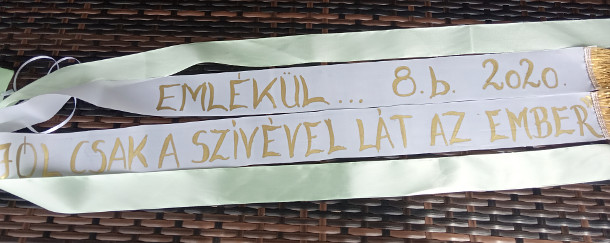 EMLÉKÜL... 8.b. 2020.
JÓL CSAK A SZÍVÉVEL LÁT AZ EMBER